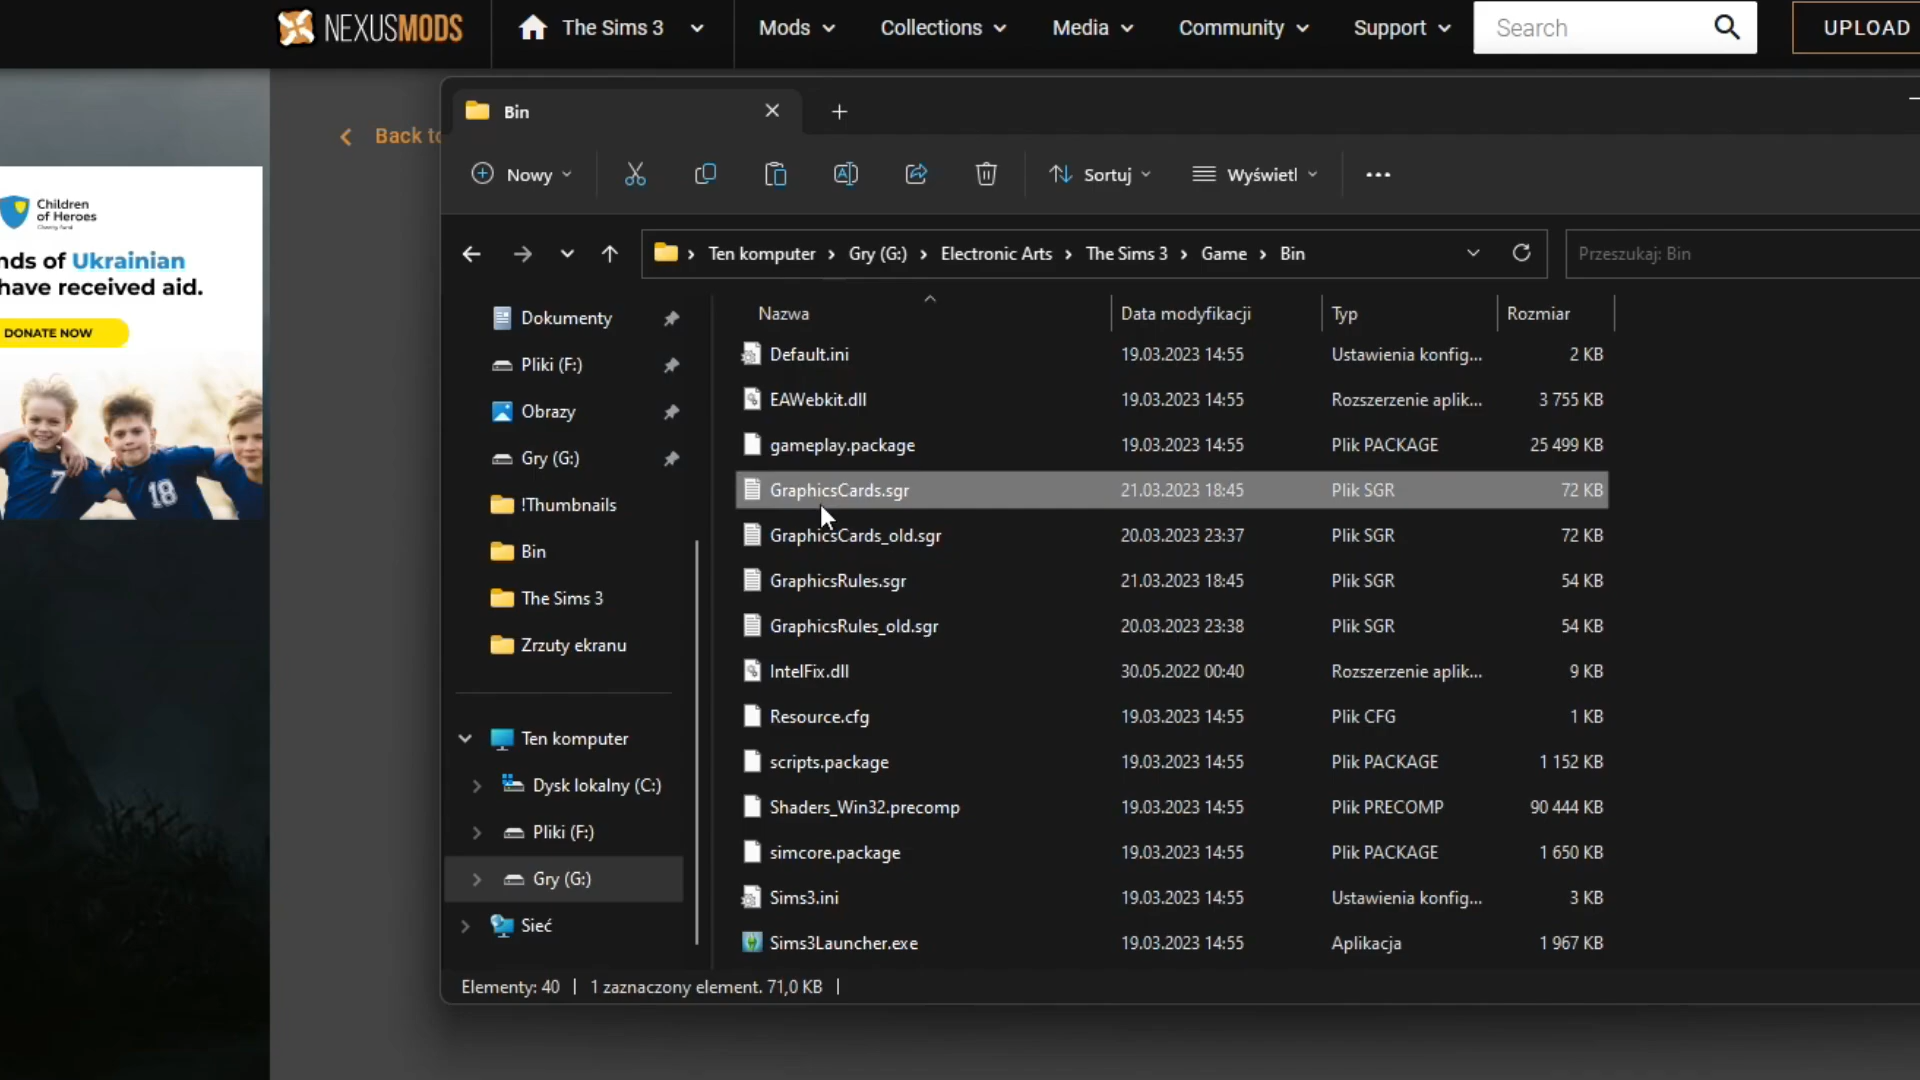 NEXUSMODS The Sims 3 Mods Collections Media Community Support Search UPLOAD
Back to
Children
of Heroes
Charity Fund
nds of Ukrainian
have received aid.
DONATE NOW
7
18
Bin
Nowy Sortuj Wyświetl
Ten komputer Gry (G:) Electronic Arts The Sims 3 Game Bin Przeszukaj: Bin
Dokumenty
Pliki (F:)
Obrazy
Gry (G:)
!Thumbnails
Bin
The Sims 3
Zrzuty ekranu
Ten komputer
Dysk lokalny (C:)
Pliki (F:)
Gry (G:)
Sieć
Nazwa Data modyfikacji Typ Rozmiar
Default.ini 19.03.2023 14:55 Ustawienia konfig... 2 KB
EAWebkit.dll 19.03.2023 14:55 Rozszerzenie aplik... 3 755 KB
gameplay.package 19.03.2023 14:55 Plik PACKAGE 25 499 KB
GraphicsCards.sgr 21.03.2023 18:45 Plik SGR 72 KB
GraphicsCards_old.sgr 20.03.2023 23:37 Plik SGR 72 KB
GraphicsRules.sgr 21.03.2023 18:45 Plik SGR 54 KB
GraphicsRules_old.sgr 20.03.2023 23:38 Plik SGR 54 KB
IntelFix.dll 30.05.2022 00:40 Rozszerzenie aplik... 9 KB
Resource.cfg 19.03.2023 14:55 Plik CFG 1 KB
scripts.package 19.03.2023 14:55 Plik PACKAGE 1 152 KB
Shaders_Win32.precomp 19.03.2023 14:55 Plik PRECOMP 90 444 KB
simcore.package 19.03.2023 14:55 Plik PACKAGE 1 650 KB
Sims3.ini 19.03.2023 14:55 Ustawienia konfig... 3 KB
Sims3Launcher.exe 19.03.2023 14:55 Aplikacja 1 967 KB
Elementy: 40 1 zaznaczony element. 71,0 KB